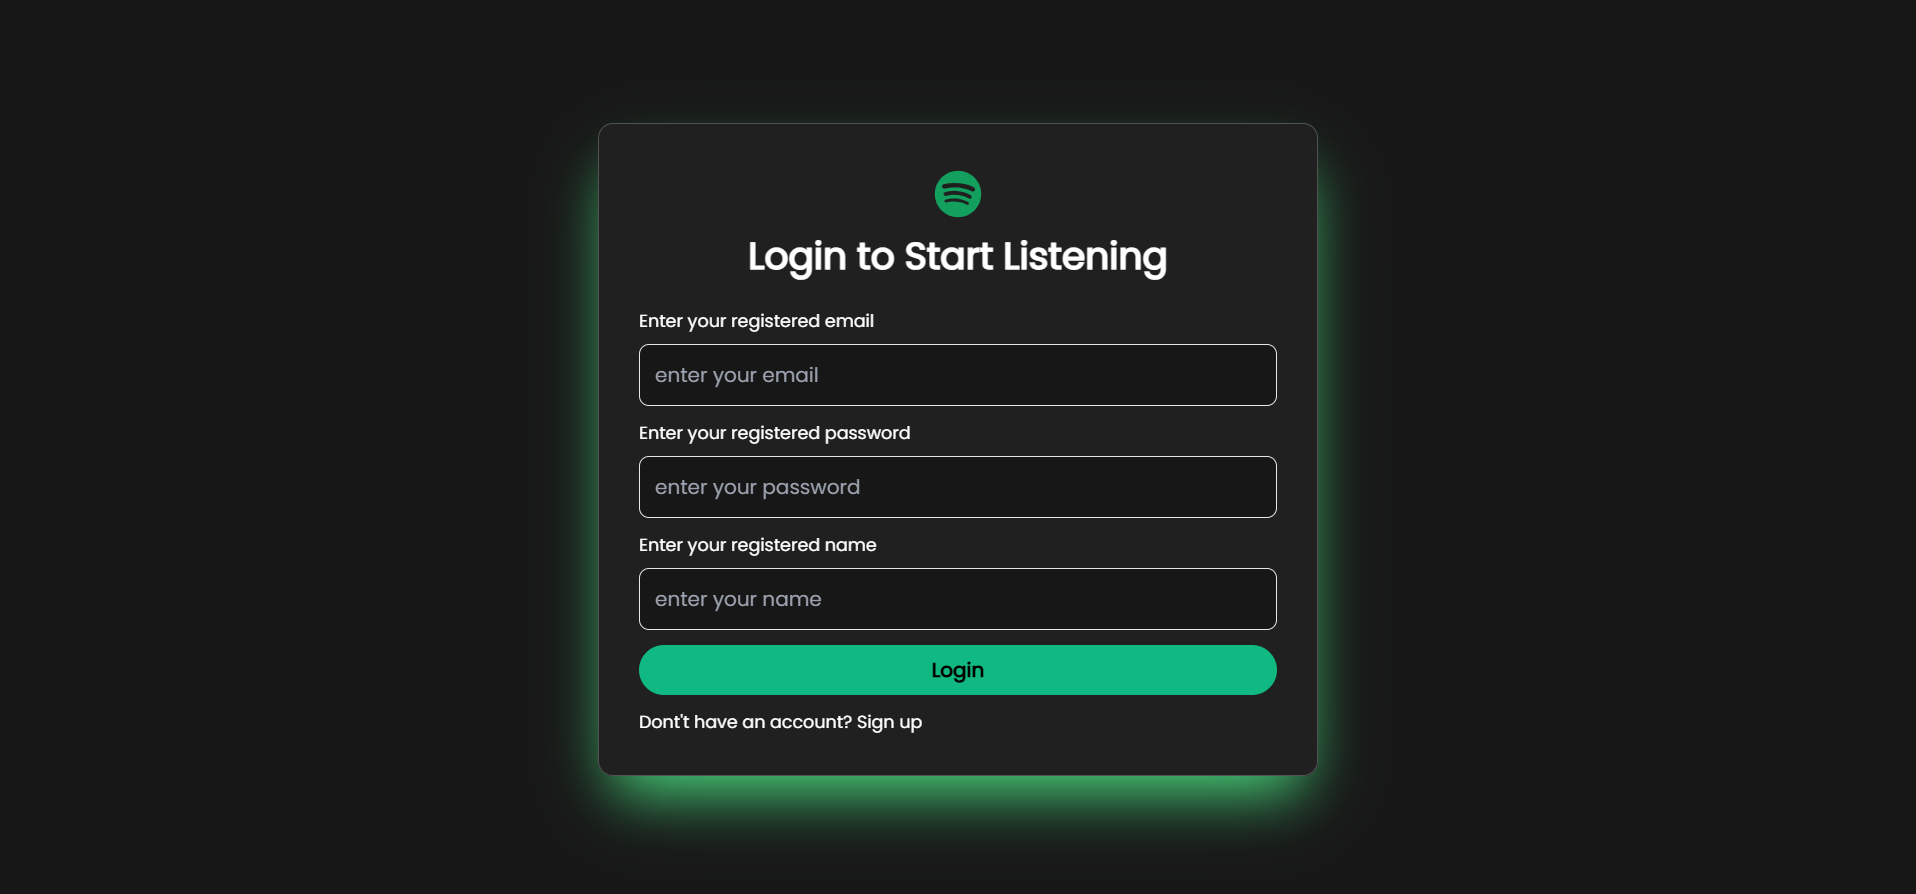 Login to Start Listening
Enter your registered email
enter your email
Enter your registered password
enter your password
Enter your registered name
enter your name
Login
Dont't have an account? Sign up